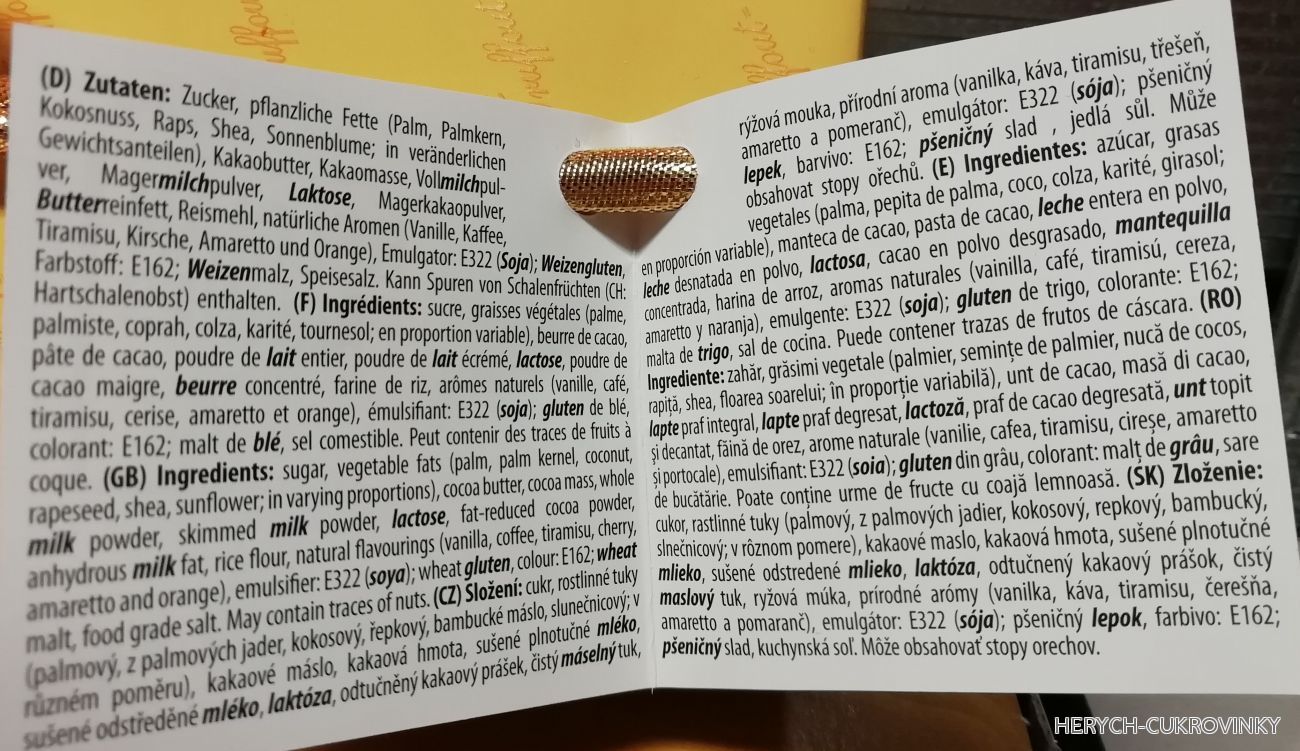 (D) Zutaten: Zucker, pflanzliche Fette (Palm, Palmkern,
Kokosnuss, Raps, Shea, Sonnenblume; in veränderlichen
Gewichtsanteilen), Kakaobutter, Kakaomasse, Vollmilchpul-
ver, Magermilchpulver, Laktose, Magerkakaopulver,
Butterreinfett, Reismehl, natürliche Aromen (Vanille, Kaffee,
Tiramisu, Kirsche, Amaretto und Orange), Emulgator: E322 (Soja); Weizengluten,
Farbstoff: E162; Weizenmalz, Speisesalz. Kann Spuren von Schalenfrüchten (CH:
Hartschalenobst) enthalten. (F) Ingrédients: sucre, graisses végétales (palme,
palmiste, coprah, colza, karité, tournesol; en proportion variable), beurre de cacao,
pâte de cacao, poudre de lait entier, poudre de lait écrémé, lactose, poudre de
cacao maigre, beurre concentré, farine de riz, arômes naturels (vanille, café,
tiramisu, cerise, amaretto et orange), émulsifiant: E322 (soja); gluten de blé,
colorant: E162; malt de blé, sel comestible. Peut contenir des traces de fruits à
coque. (GB) Ingredients: sugar, vegetable fats (palm, palm kernel, coconut,
rapeseed, shea, sunflower; in varying proportions), cocoa butter, cocoa mass, whole
milk powder, skimmed milk powder, lactose, fat-reduced cocoa powder,
anhydrous milk fat, rice flour, natural flavourings (vanilla, coffee, tiramisu, cherry,
amaretto and orange), emulsifier: E322 (soya); wheat gluten, colour: E162; wheat
malt, food grade salt. May contain traces of nuts. (CZ) Složení: cukr, rostlinné tuky
(palmový, z palmových jader, kokosový, řepkový, bambucké máslo, slunečnicový; v
různém poměru), kakaové máslo, kakaová hmota, sušené plnotučné mléko,
sušené odstředěné mléko, laktóza, odtučněný kakaový prášek, čistý máselný tuk,
rýžová mouka, přírodní aroma (vanilka, káva, tiramisu, třešeň,
amaretto a pomeranč), emulgátor: E322 (sója); pšeničný
lepek, barvivo: E162; pšeničný slad , jedlá sůl. Může
obsahovat stopy ořechů. (E) Ingredientes: azúcar, grasas
vegetales (palma, pepita de palma, coco, colza, karité, girasol;
en proporción variable), manteca de cacao, pasta de cacao, leche entera en polvo,
leche desnatada en polvo, lactosa, cacao en polvo desgrasado, mantequilla
concentrada, harina de arroz, aromas naturales (vainilla, café, tiramisú, cereza,
amaretto y naranja), emulgente: E322 (soja); gluten de trigo, colorante: E162;
malta de trigo, sal de cocina. Puede contener trazas de frutos de cáscara. (RO)
Ingrediente: zahăr, grăsimi vegetale (palmier, semințe de palmier, nucă de cocos,
rapiță, shea, floarea soarelui; în proporție variabilă), unt de cacao, masă di cacao,
lapte praf integral, lapte praf degresat, lactoză, praf de cacao degresată, unt topit
și decantat, făină de orez, arome naturale (vanilie, cafea, tiramisu, cireșe, amaretto
și portocale), emulsifiant: E322 (soia); gluten din grâu, colorant: malț de grâu, sare
de bucătărie. Poate conține urme de fructe cu coajă lemnoasă. (SK) Zloženie:
cukor, rastlinné tuky (palmový, z palmových jadier, kokosový, repkový, bambucký,
slnečnicový; v rôznom pomere), kakaové maslo, kakaová hmota, sušené plnotučné
mlieko, sušené odstredené mlieko, laktóza, odtučnený kakaový prášok, čistý
maslový tuk, ryžová múka, prírodné arómy (vanilka, káva, tiramisu, čerešňa,
amaretto a pomaranč), emulgátor: E322 (sója); pšeničný lepok, farbivo: E162;
pšeničný slad, kuchynská soľ. Môže obsahovať stopy orechov.
HERYCH-CUKROVINKY